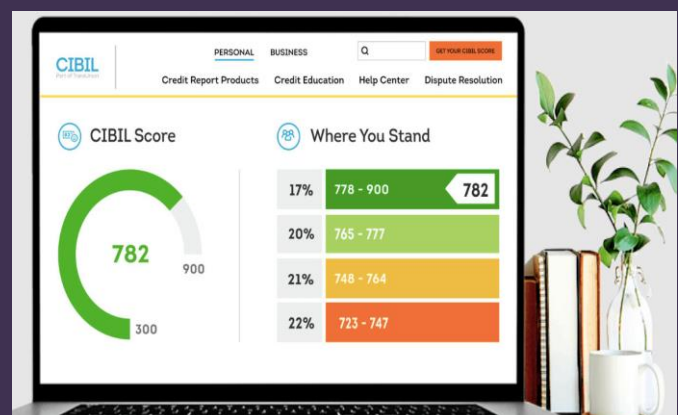 CIBIL
Part of TransUnion
PERSONAL BUSINESS
GET YOUR CIBIL SCORE
Credit Report Products Credit Education Help Center Dispute Resolution
CIBIL Score
782
900
300
Where You Stand
17% 778 - 900 782
20% 765 - 777
21% 748 - 764
22% 723 - 747